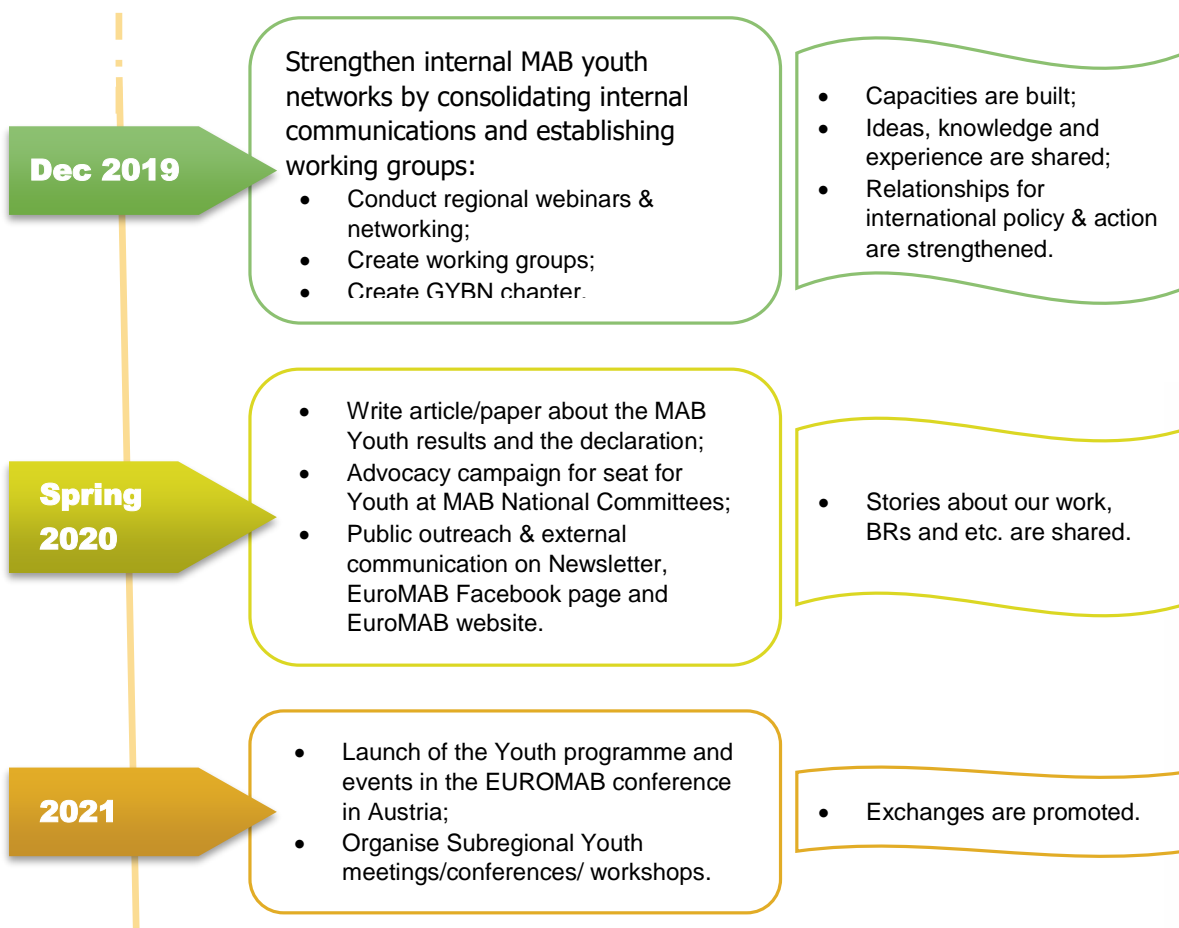 Dec 2019
Strengthen internal MAB youth
networks by consolidating internal
communications and establishing
working groups:
• Conduct regional webinars &
networking;
• Create working groups;
• Create GYBN chapter.
• Capacities are built;
• Ideas, knowledge and
experience are shared;
• Relationships for
international policy & action
are strengthened.
Spring
2020
• Write article/paper about the MAB
Youth results and the declaration;
• Advocacy campaign for seat for
Youth at MAB National Committees;
• Public outreach & external
communication on Newsletter,
EuroMAB Facebook page and
EuroMAB website.
• Stories about our work,
BRs and etc. are shared.
2021
• Launch of the Youth programme and
events in the EUROMAB conference
in Austria;
• Organise Subregional Youth
meetings/conferences/ workshops.
• Exchanges are promoted.